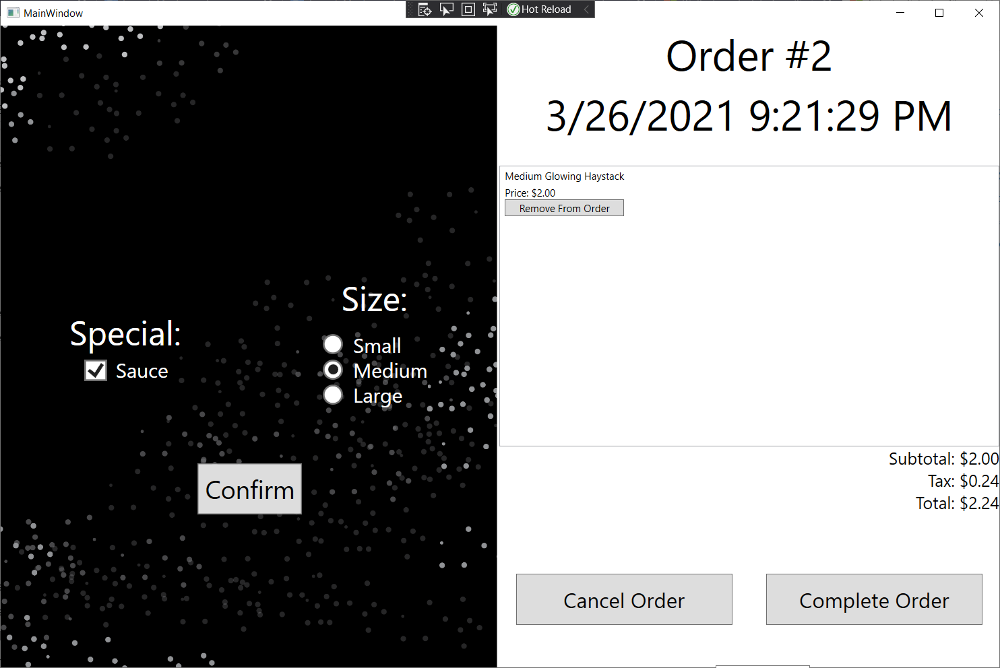 MainWindow
Hot Reload
Order #2
3/26/2021 9:21:29 PM
Medium Glowing Haystack
Price: $2.00
Remove From Order
Size:
Small
Medium
Large
Special:
Sauce
Confirm
Subtotal: $2.00
Tax: $0.24
Total: $2.24
Cancel Order
Complete Order